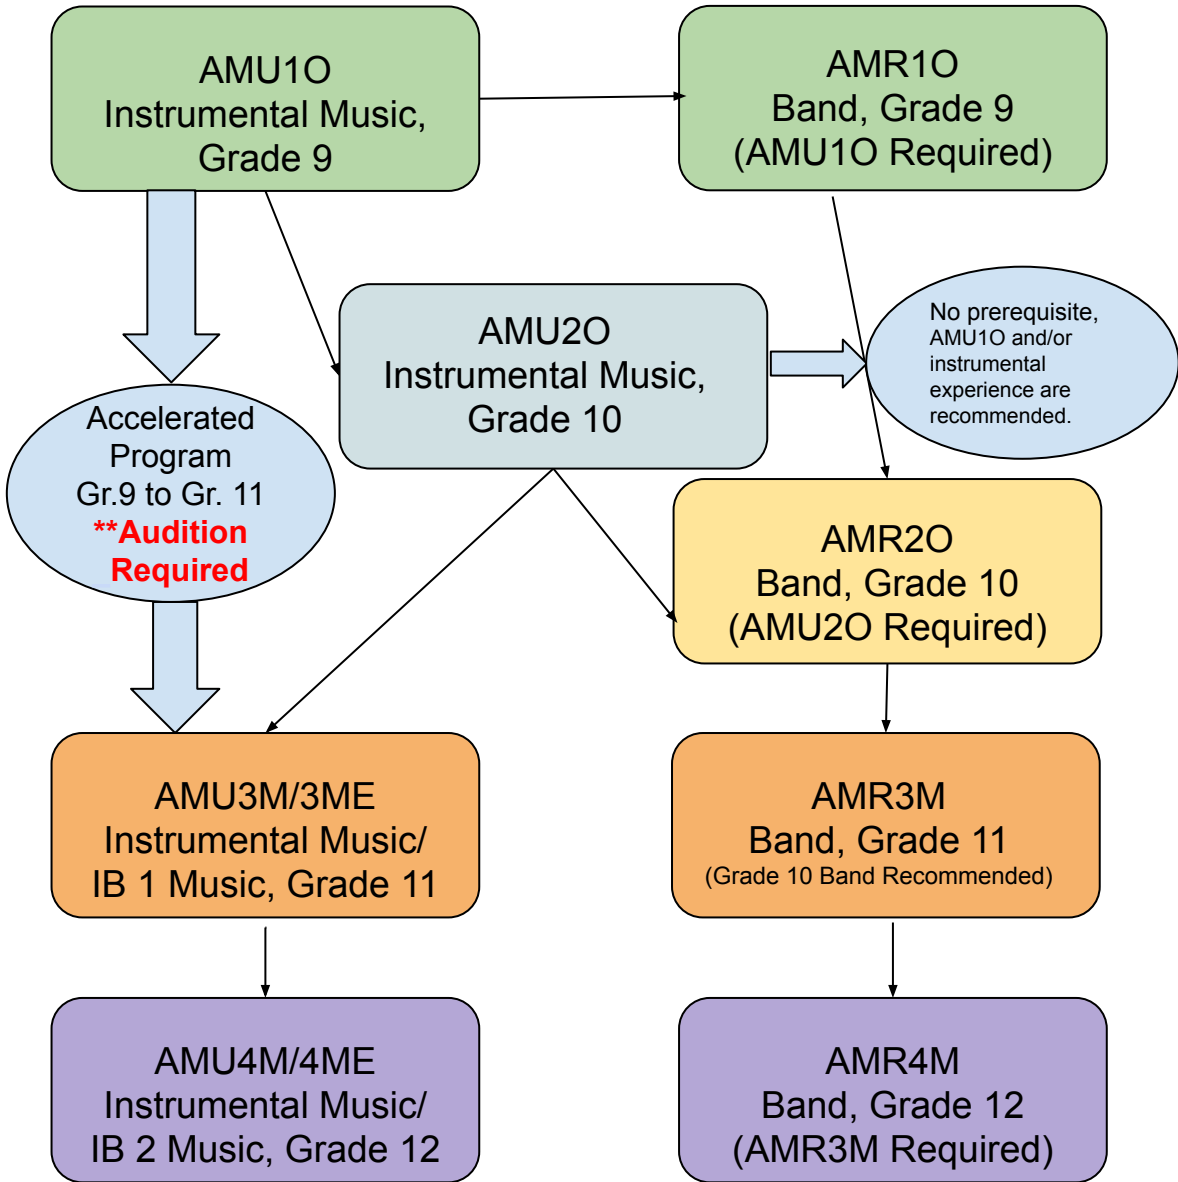 AMU1O
Instrumental Music,
Grade 9
AMR1O
Band, Grade 9
(AMU1O Required)
AMU2O
Instrumental Music,
Grade 10
No prerequisite,
AMU1O and/or
instrumental
experience are
recommended.
Accelerated
Program
Gr.9 to Gr. 11
**Audition
Required
AMR2O
Band, Grade 10
(AMU2O Required)
AMU3M/3ME
Instrumental Music/
IB 1 Music, Grade 11
AMR3M
Band, Grade 11
(Grade 10 Band Recommended)
AMU4M/4ME
Instrumental Music/
IB 2 Music, Grade 12
AMR4M
Band, Grade 12
(AMR3M Required)